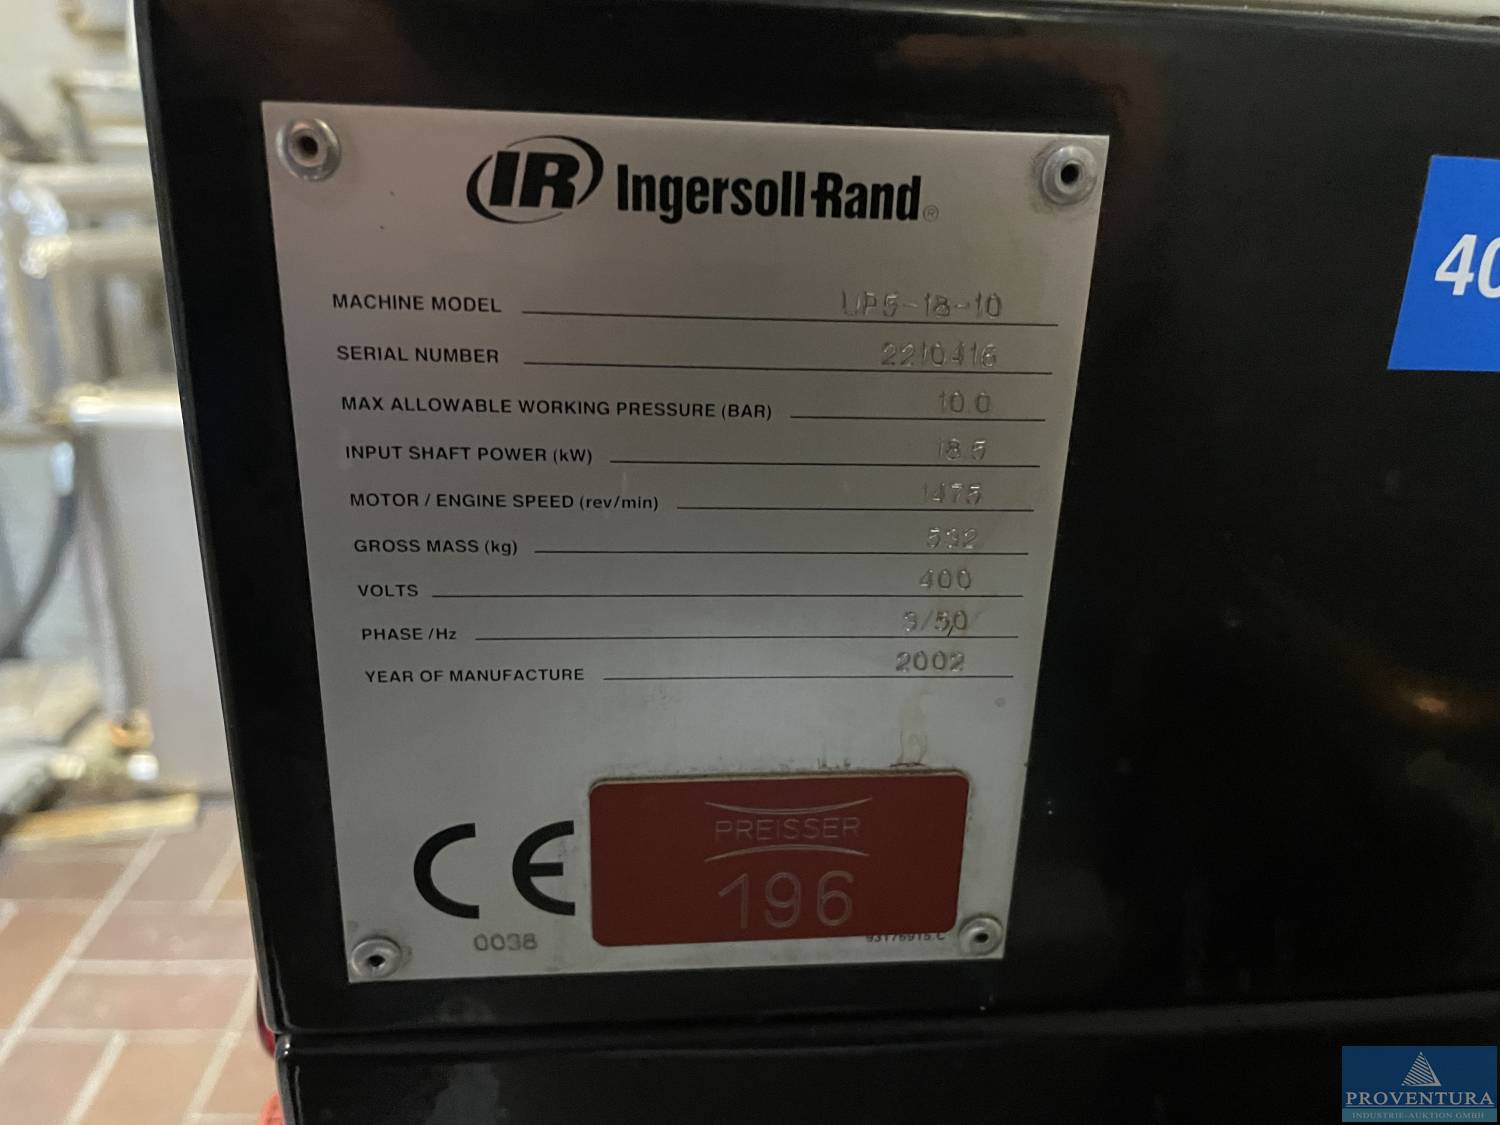 IR Ingersoll-Rand®
MACHINE MODEL UP5-18-10
SERIAL NUMBER 2210416
MAX ALLOWABLE WORKING PRESSURE (BAR) 10.0
INPUT SHAFT POWER (kW) 18.5
MOTOR / ENGINE SPEED (rev/min) 1475
GROSS MASS (kg) 532
VOLTS 400
PHASE /Hz 3/50
YEAR OF MANUFACTURE 2002
PREISSER
196
CE
0038
40
PROVENTURA
INDUSTRIE-AUKTION GMBH